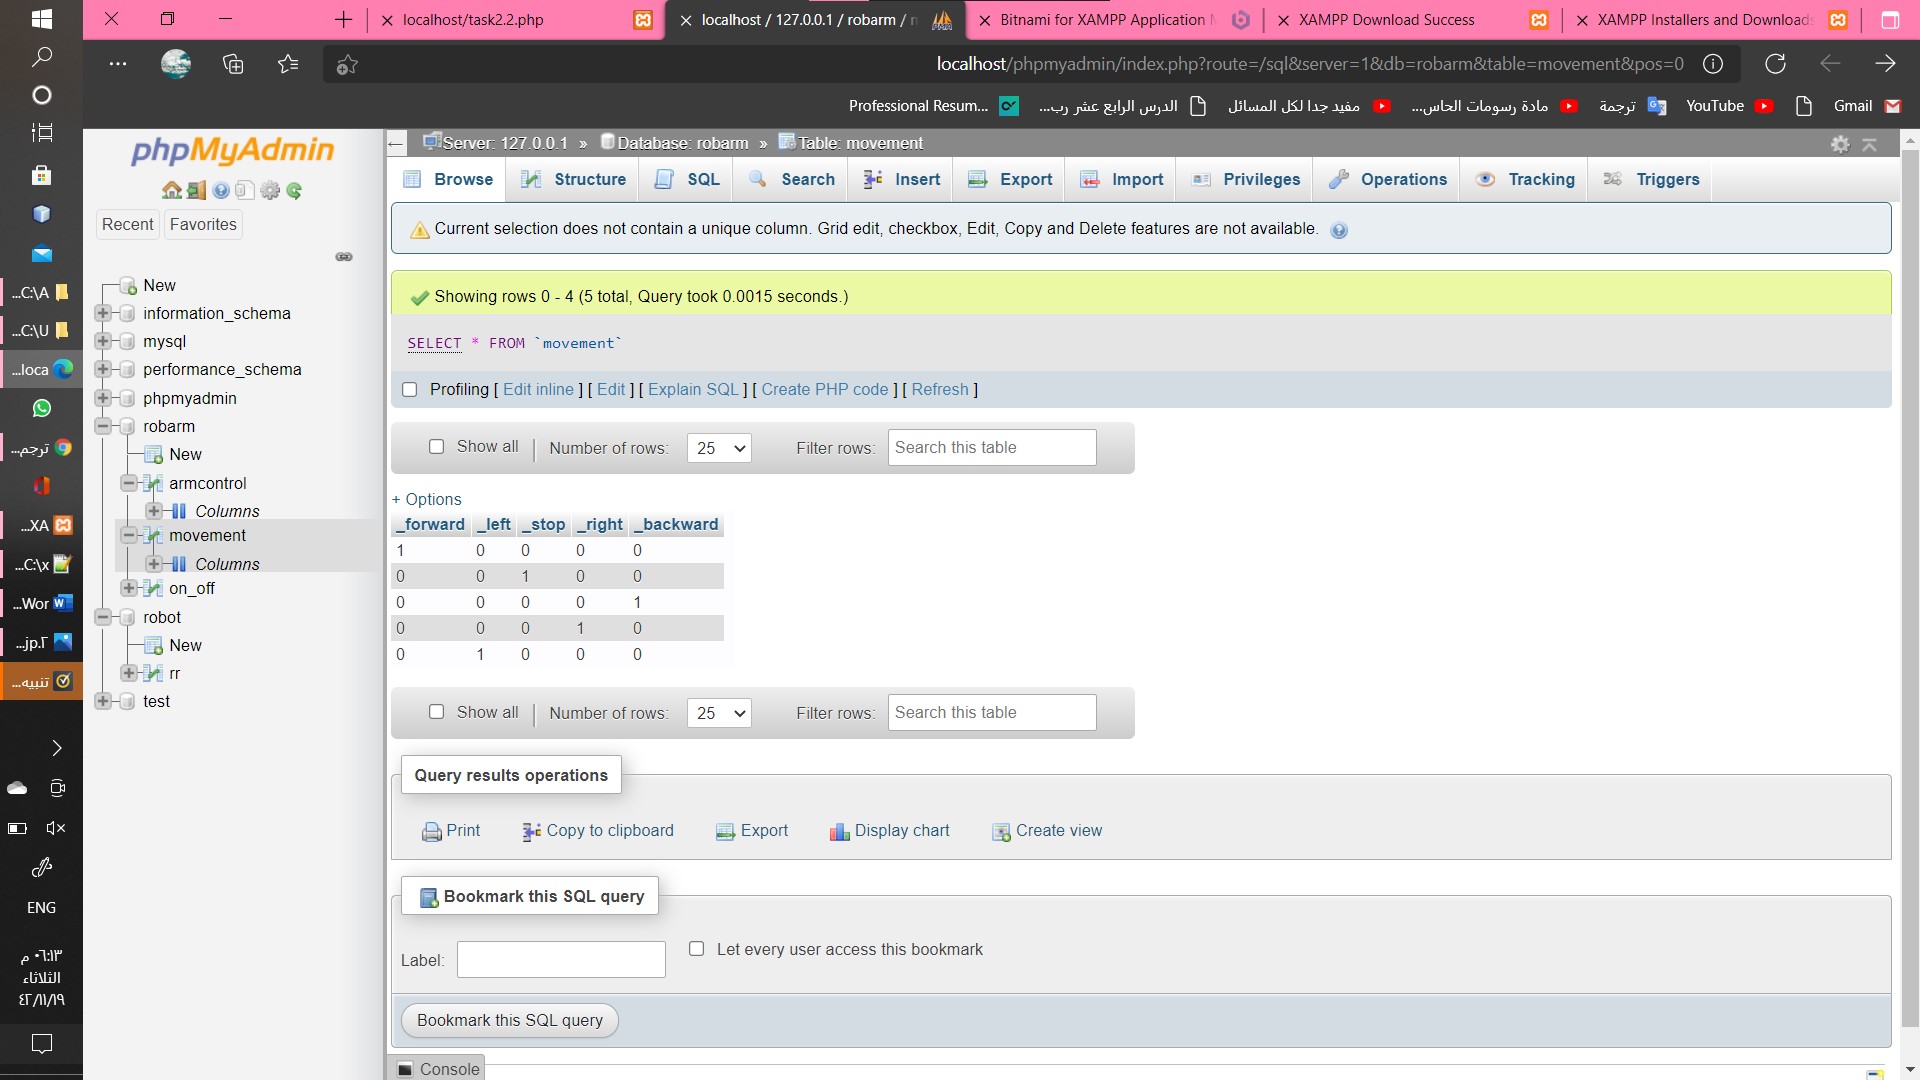 localhost/task2.2.php
localhost / 127.0.0.1 / robarm / m
Bitnami for XAMPP Application M
XAMPP Download Success
XAMPP Installers and Downloads
localhost/phpmyadmin/index.php?route=/sql&server=1&db=robarm&table=movement&pos=0
Professional Resum...
الدرس الرابع عشر رب...
مفيد جدا لكل المسائل
مادة رسومات الحاس...
ترجمة
YouTube
Gmail
...C:\A
...C:\U
...loca
ترجم...
...XA
...C:\x
...Wor
...jp.٢
تنبيه...
ENG
٠٦:١٣ م
الثلاثاء
٤٢/١١/١٩
phpMyAdmin
Recent
Favorites
New
information_schema
mysql
performance_schema
phpmyadmin
robarm
New
armcontrol
Columns
movement
Columns
on_off
robot
New
rr
test
Server: 127.0.0.1 » Database: robarm » Table: movement
Browse
Structure
SQL
Search
Insert
Export
Import
Privileges
Operations
Tracking
Triggers
Current selection does not contain a unique column. Grid edit, checkbox, Edit, Copy and Delete features are not available.
Showing rows 0 - 4 (5 total, Query took 0.0015 seconds.)
SELECT * FROM `movement`
Profiling [ Edit inline ] [ Edit ] [ Explain SQL ] [ Create PHP code ] [ Refresh ]
Show all | Number of rows: 25 Filter rows: Search this table
+ Options
_forward _left _stop _right _backward
1 0 0 0 0
0 0 1 0 0
0 0 0 0 1
0 0 0 1 0
0 1 0 0 0
Show all | Number of rows: 25 Filter rows: Search this table
Query results operations
Print
Copy to clipboard
Export
Display chart
Create view
Bookmark this SQL query
Label:
Let every user access this bookmark
Bookmark this SQL query
Console